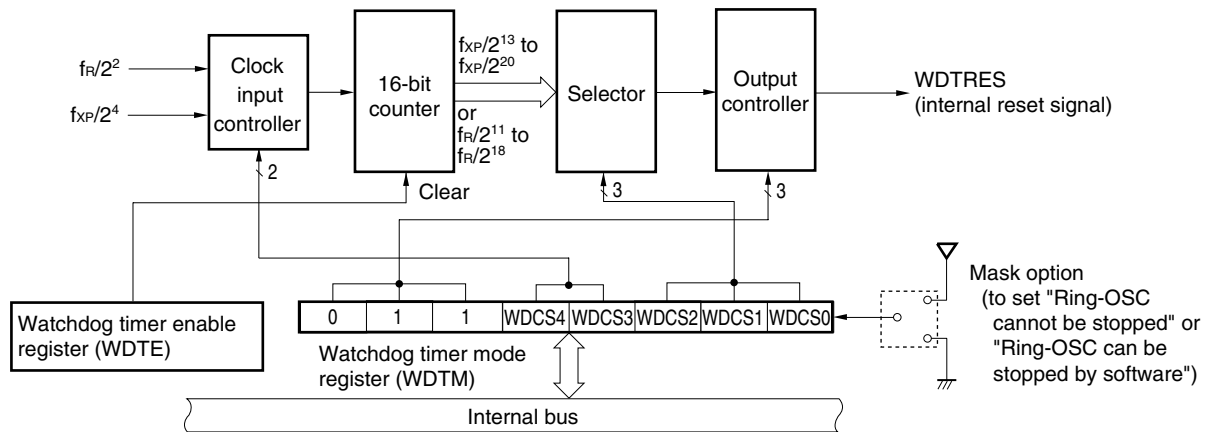 fR/2²
fXP/2⁴
Clock
input
controller
2
16-bit
counter
Clear
fXP/2¹³ to
fXP/2²⁰
or
fR/2¹¹ to
fR/2¹⁸
Selector
3
Output
controller
3
WDTRES
(internal reset signal)
Watchdog timer enable
register (WDTE)
0 1 1 WDCS4 WDCS3 WDCS2 WDCS1 WDCS0
Watchdog timer mode
register (WDTM)
Mask option
(to set "Ring-OSC
cannot be stopped" or
"Ring-OSC can be
stopped by software")
Internal bus